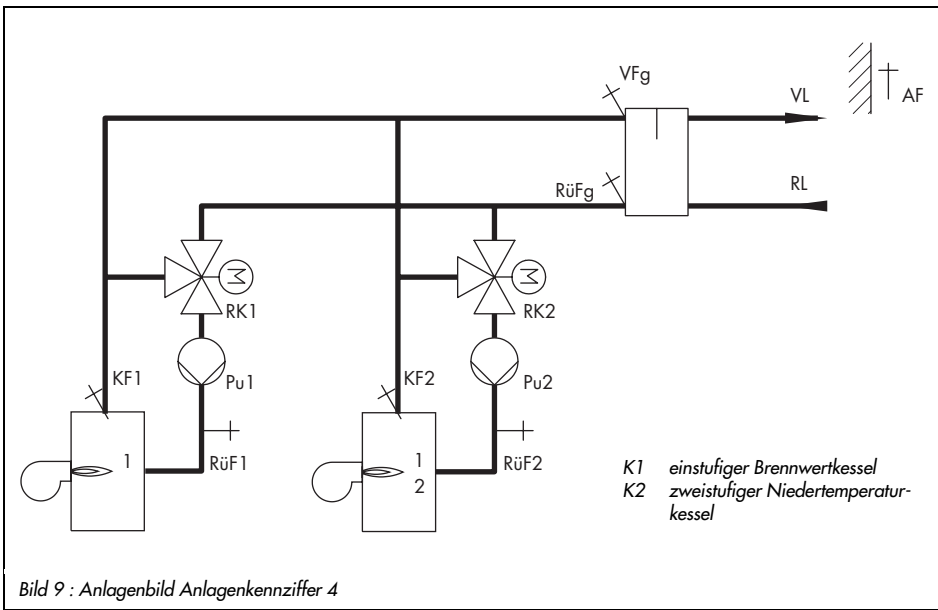 VFg
VL
AF
RüFg
RL
M
M
RK1
RK2
KF1
Pu1
KF2
Pu2
1
RüF1
1
2
RüF2
K1 einstufiger Brennwertkessel
K2 zweistufiger Niedertemperatur-
kessel
Bild 9 : Anlagenbild Anlagenkennziffer 4